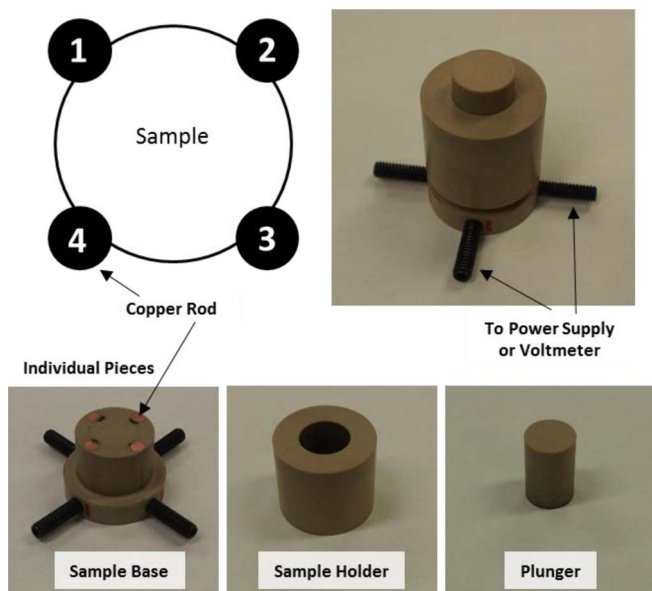 1
2
Sample
4
3
Copper Rod
To Power Supply
or Voltmeter
Individual Pieces
Sample Base
Sample Holder
Plunger